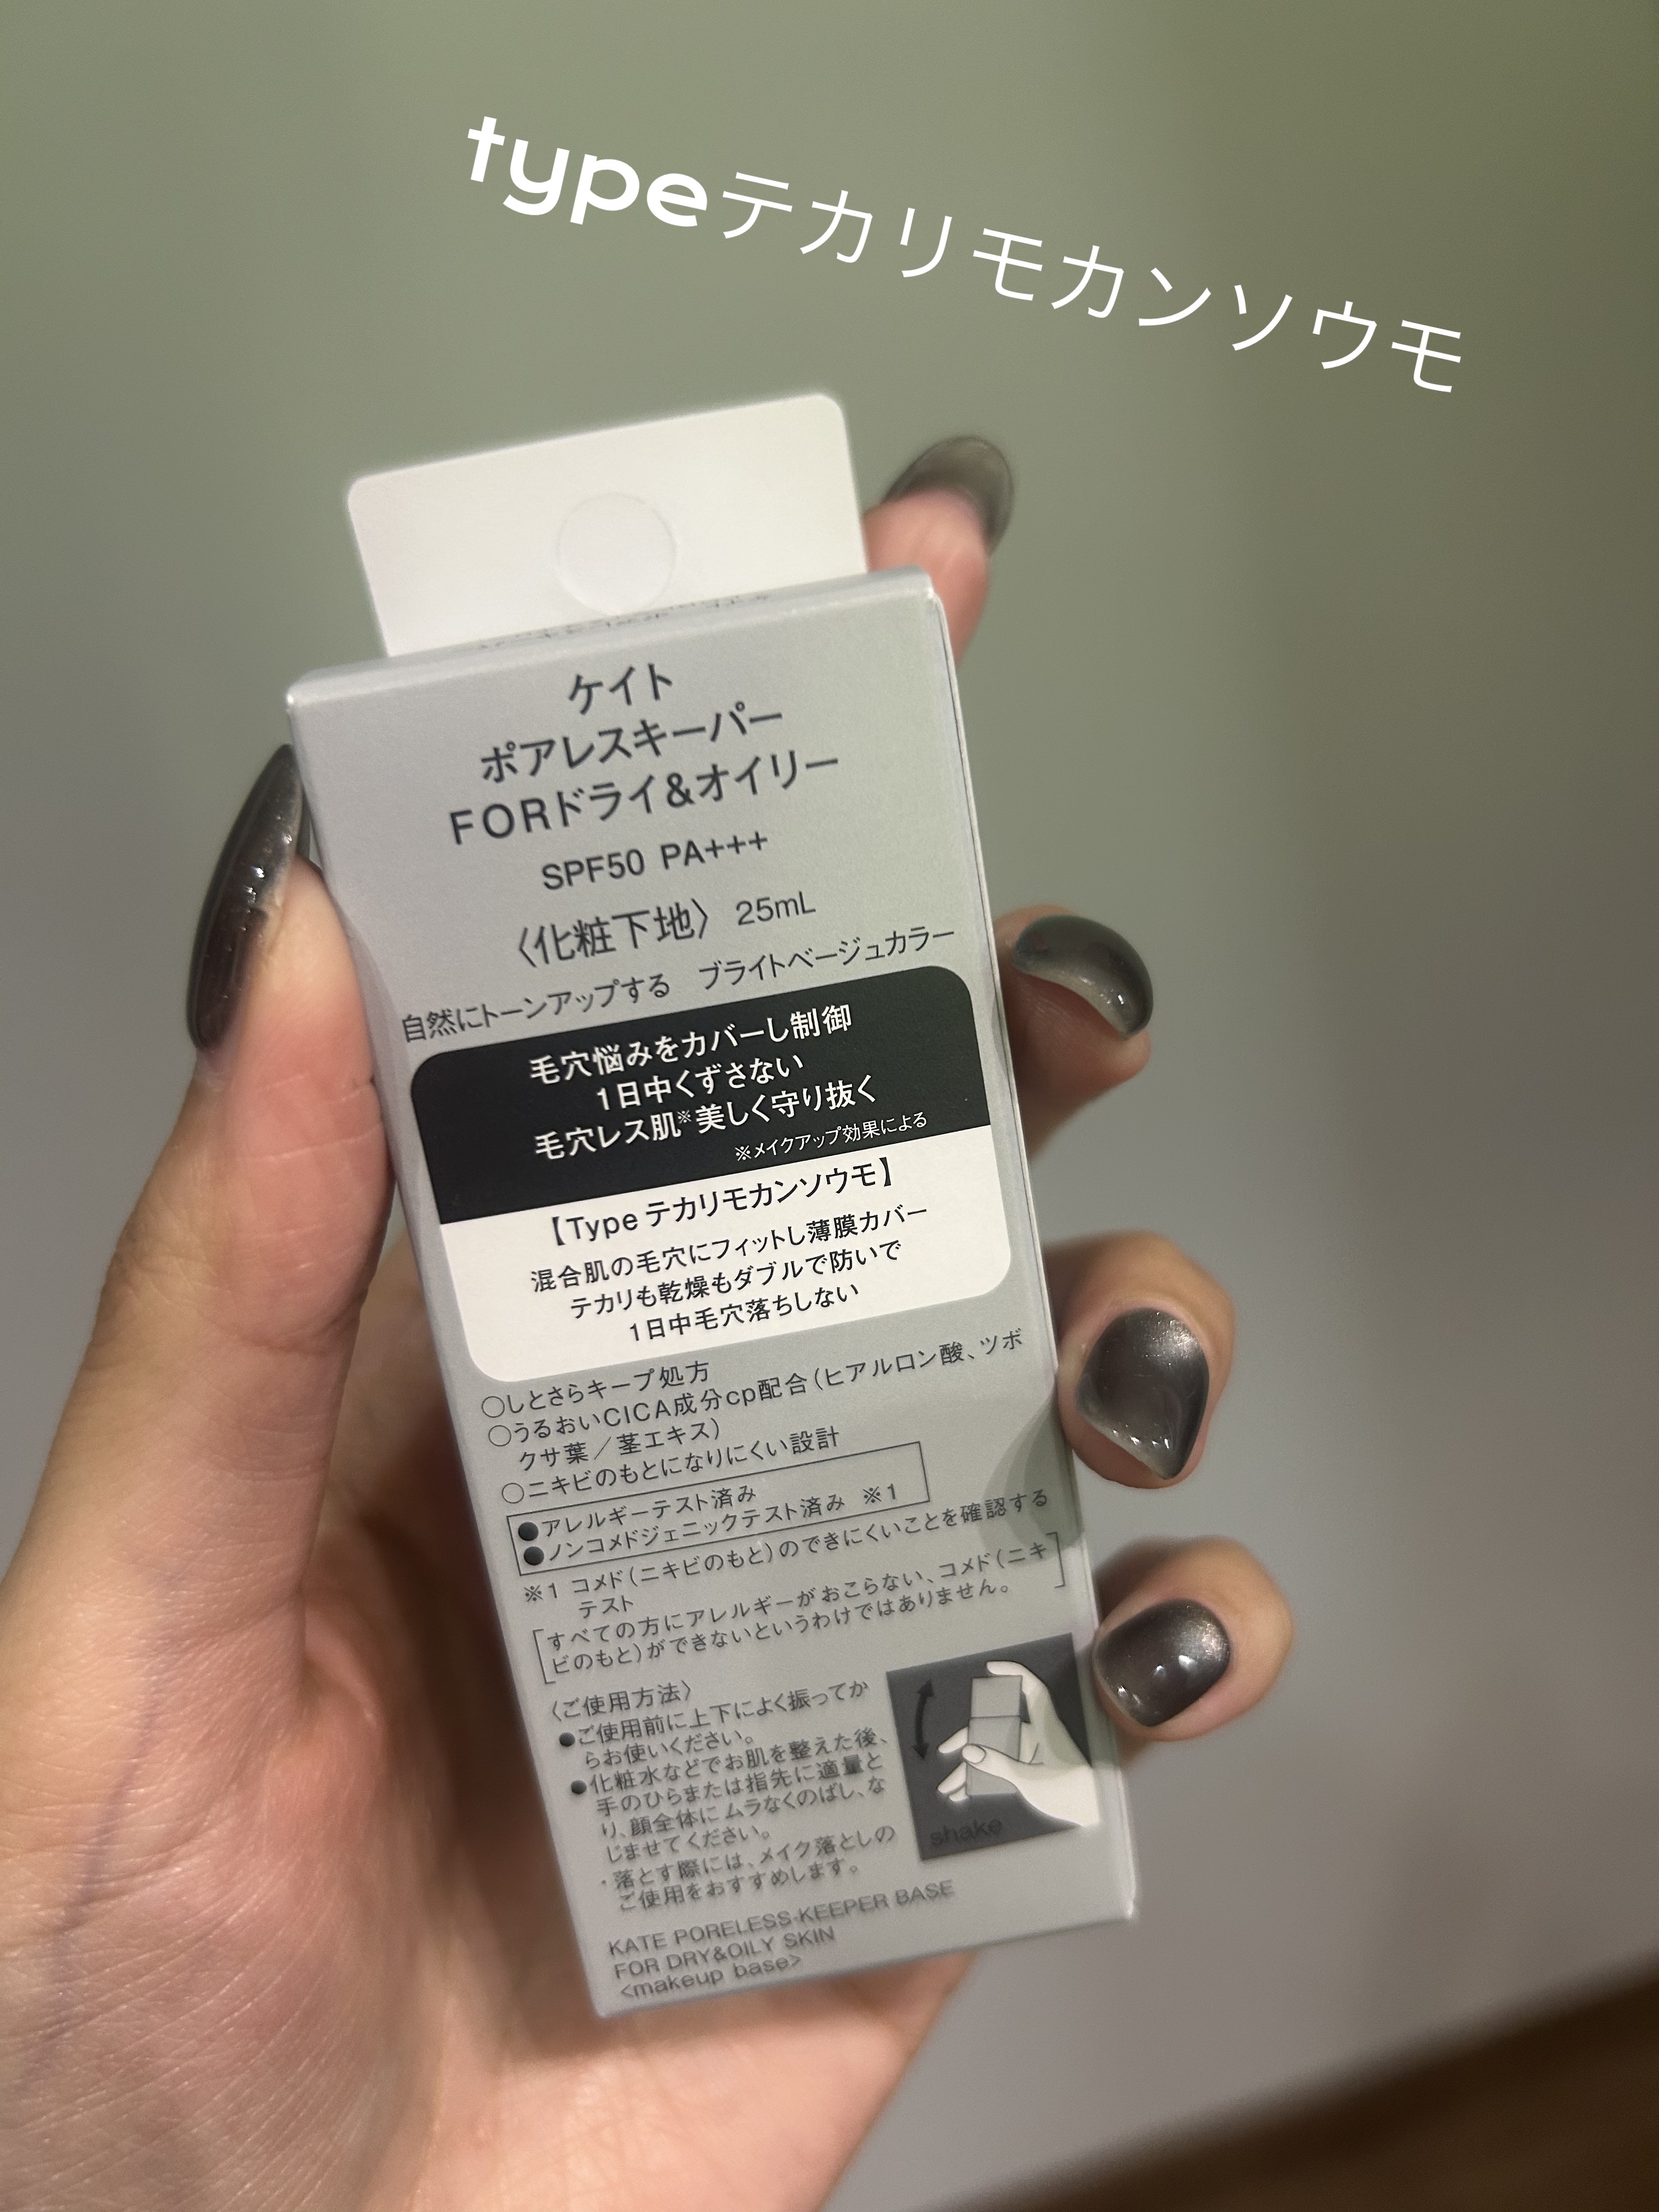 typeテカリモカンソウモ
ケイト
ポアレスキーパー
FORドライ&オイリー
SPF50 PA+++
〈化粧下地〉 25mL
自然にトーンアップする ブライトベージュカラー
毛穴悩みをカバーし制御
1日中くずさない
毛穴レス肌※美しく守り抜く
※メイクアップ効果による
【Typeテカリモカンソウモ】
混合肌の毛穴にフィットし薄膜カバー
テカリも乾燥もダブルで防いで
1日中毛穴落ちしない
○しとさらキープ処方
○うるおいCICA成分cp配合(ヒアルロン酸、ツボ
クサ葉/茎エキス)
○ニキビのもとになりにくい設計
●アレルギーテスト済み
●ノンコメドジェニックテスト済み ※1
※1 コメド(ニキビのもと)のできにくいことを確認する
テスト
[すべての方にアレルギーがおこらない、コメド(ニキ
ビのもと)ができないというわけではありません。]
〈ご使用方法〉
●ご使用前に上下によく振ってか
らお使いください。
●化粧水などでお肌を整えた後、
手のひらまたは指先に適量と
り、顔全体にムラなくのばし、な
じませてください。
・落とす際には、メイク落としの
ご使用をおすすめします。
shake
KATE PORELESS-KEEPER BASE
FOR DRY&OILY SKIN
<makeup base>